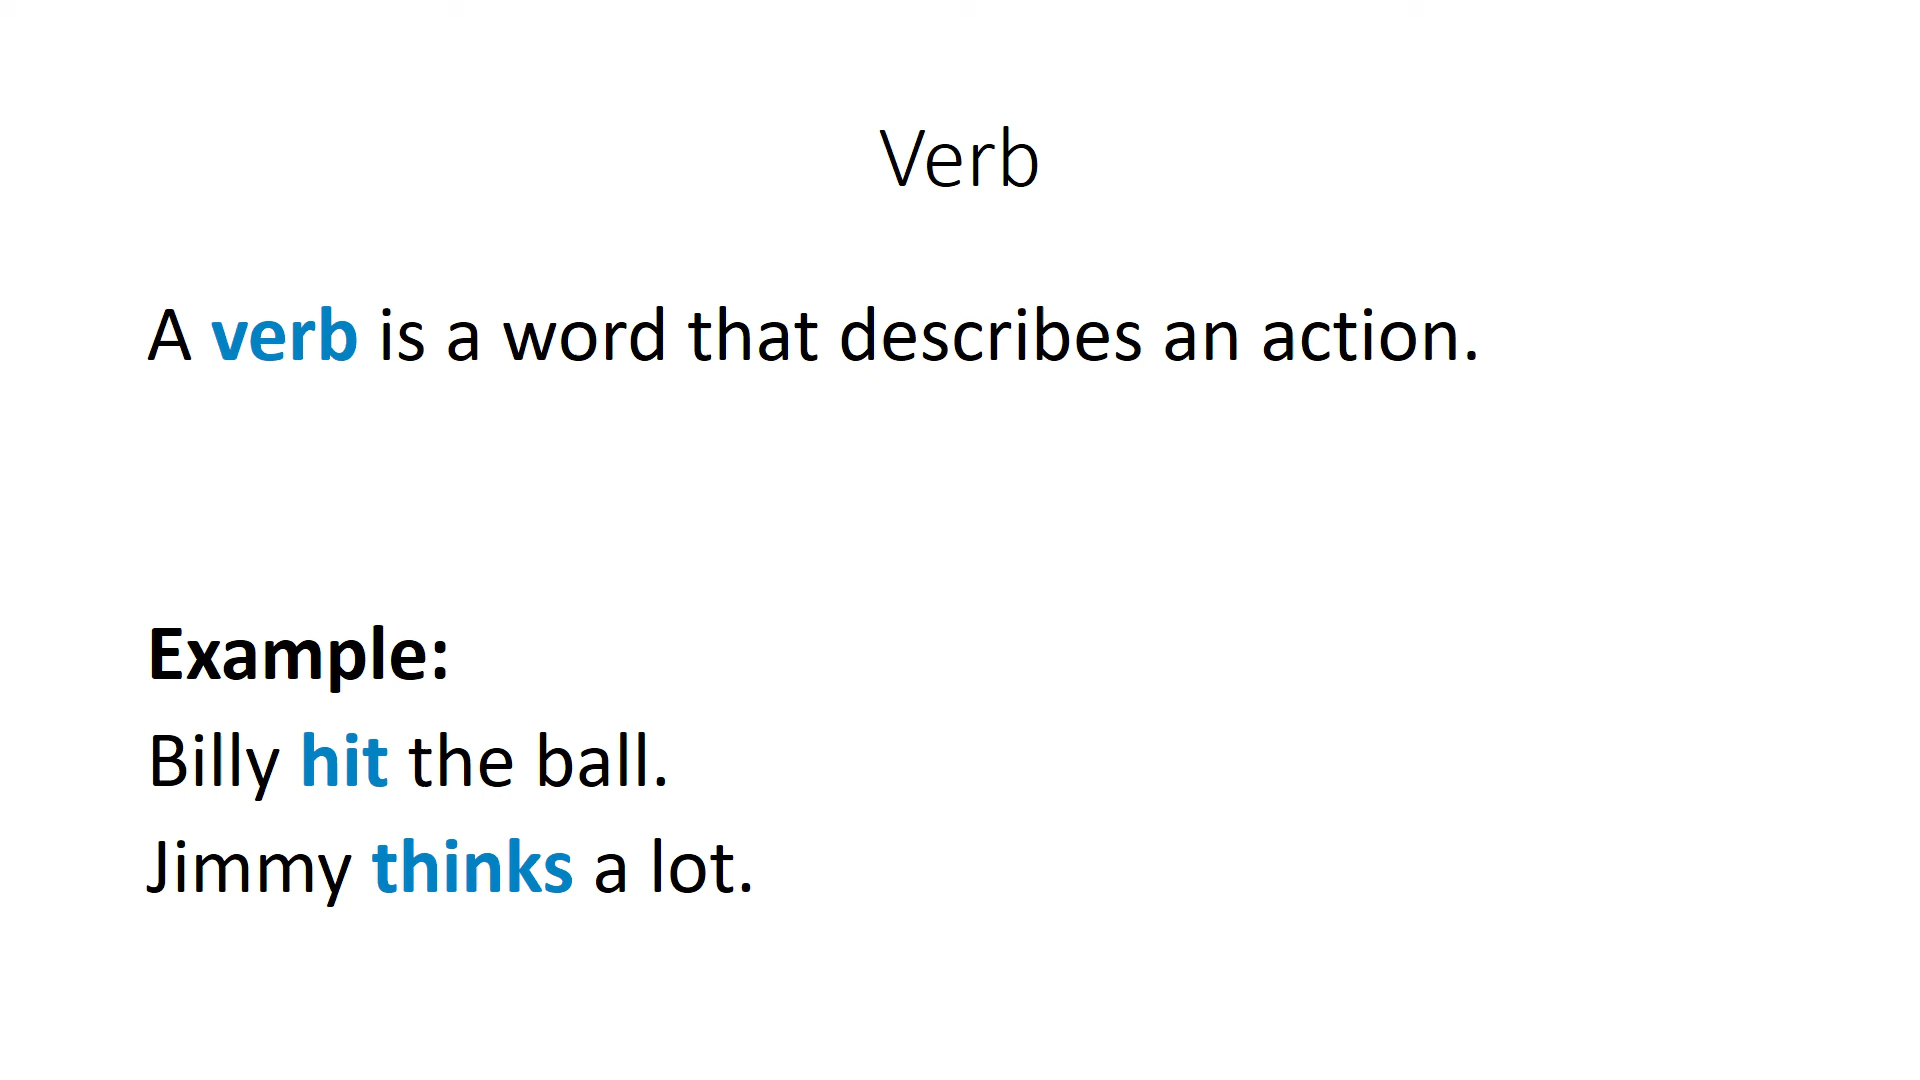 Verb
A verb is a word that describes an action.
Example:
Billy hit the ball.
Jimmy thinks a lot.